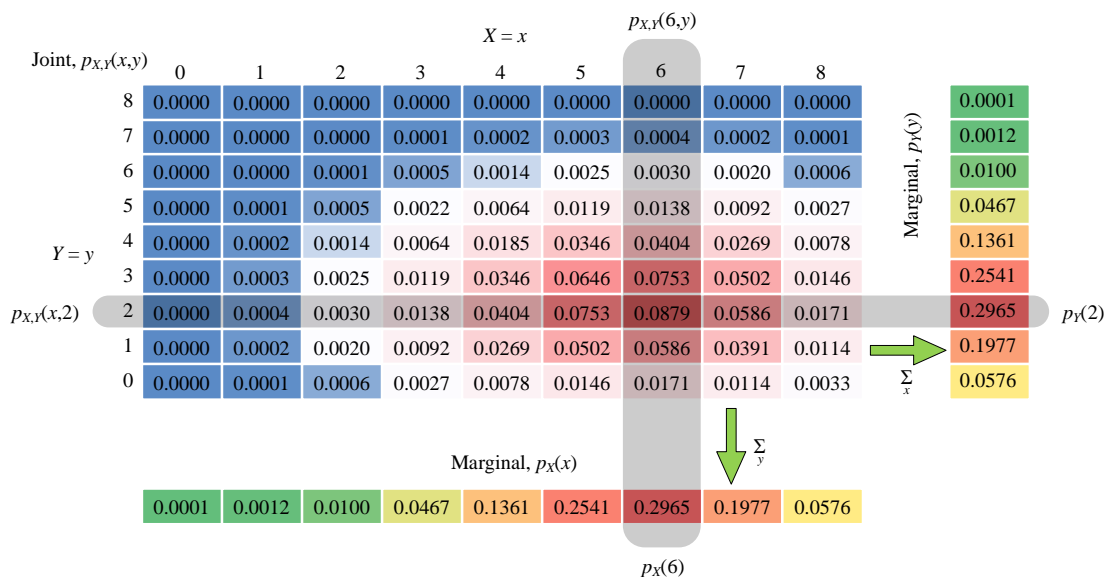 p_{X,Y}(6,y)
X = x
Joint, p_{X,Y}(x,y)
0 1 2 3 4 5 6 7 8
8 0.0000 0.0000 0.0000 0.0000 0.0000 0.0000 0.0000 0.0000 0.0000 0.0001
7 0.0000 0.0000 0.0000 0.0001 0.0002 0.0003 0.0004 0.0002 0.0001 0.0012
6 0.0000 0.0000 0.0001 0.0005 0.0014 0.0025 0.0030 0.0020 0.0006 0.0100
5 0.0000 0.0001 0.0005 0.0022 0.0064 0.0119 0.0138 0.0092 0.0027 0.0467
4 0.0000 0.0002 0.0014 0.0064 0.0185 0.0346 0.0404 0.0269 0.0078 0.1361
Marginal, p_Y(y)
Y = y
3 0.0000 0.0003 0.0025 0.0119 0.0346 0.0646 0.0753 0.0502 0.0146 0.2541
p_{X,Y}(x,2) 2 0.0000 0.0004 0.0030 0.0138 0.0404 0.0753 0.0879 0.0586 0.0171 0.2965 p_Y(2)
1 0.0000 0.0002 0.0020 0.0092 0.0269 0.0502 0.0586 0.0391 0.0114 0.1977
0 0.0000 0.0001 0.0006 0.0027 0.0078 0.0146 0.0171 0.0114 0.0033 0.0576
Σ
x
Σ
y
Marginal, p_X(x)
0.0001 0.0012 0.0100 0.0467 0.1361 0.2541 0.2965 0.1977 0.0576
p_X(6)